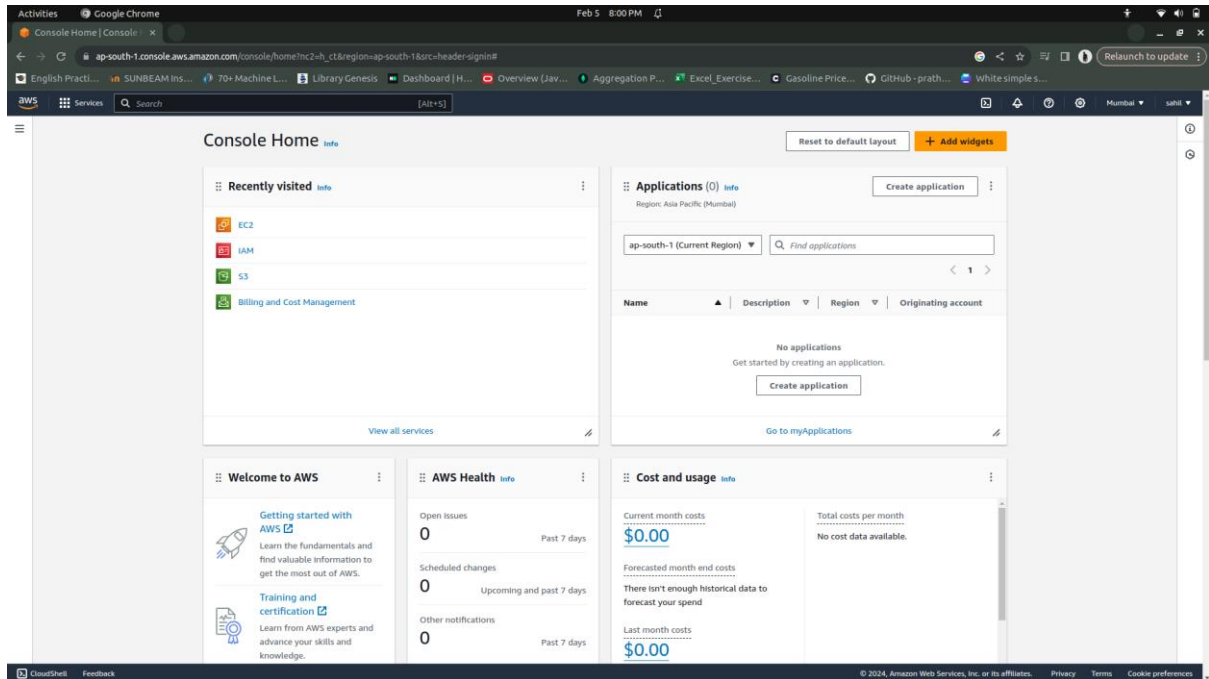 Activities Google Chrome Feb 5 8:00 PM
Console Home | Console
ap-south-1.console.aws.amazon.com/console/home?nc2=h_ct&region=ap-south-1&src=header-signin# Relaunch to update
English Practi... SUNBEAM Ins... 70+ Machine L... Library Genesis Dashboard | H... Overview (Jav... Aggregation P... Excel_Exercise... Gasoline Price... GitHub - prath... White simple s...
aws Services Search [Alt+S] Mumbai sahil
Console Home Info Reset to default layout + Add widgets
Recently visited Info
EC2
IAM
S3
Billing and Cost Management
View all services
Applications (0) Info Create application
Region: Asia Pacific (Mumbai)
ap-south-1 (Current Region) Find applications
1
Name Description Region Originating account
No applications
Get started by creating an application.
Create application
Go to myApplications
Welcome to AWS
Getting started with
AWS
Learn the fundamentals and
find valuable information to
get the most out of AWS.
Training and
certification
Learn from AWS experts and
advance your skills and
knowledge.
AWS Health Info
Open issues
0 Past 7 days
Scheduled changes
0 Upcoming and past 7 days
Other notifications
0 Past 7 days
Cost and usage Info
Current month costs
$0.00
Forecasted month end costs
There isn't enough historical data to
forecast your spend
Last month costs
$0.00
Total costs per month
No cost data available.
CloudShell Feedback © 2024, Amazon Web Services, Inc. or its affiliates. Privacy Terms Cookie preferences